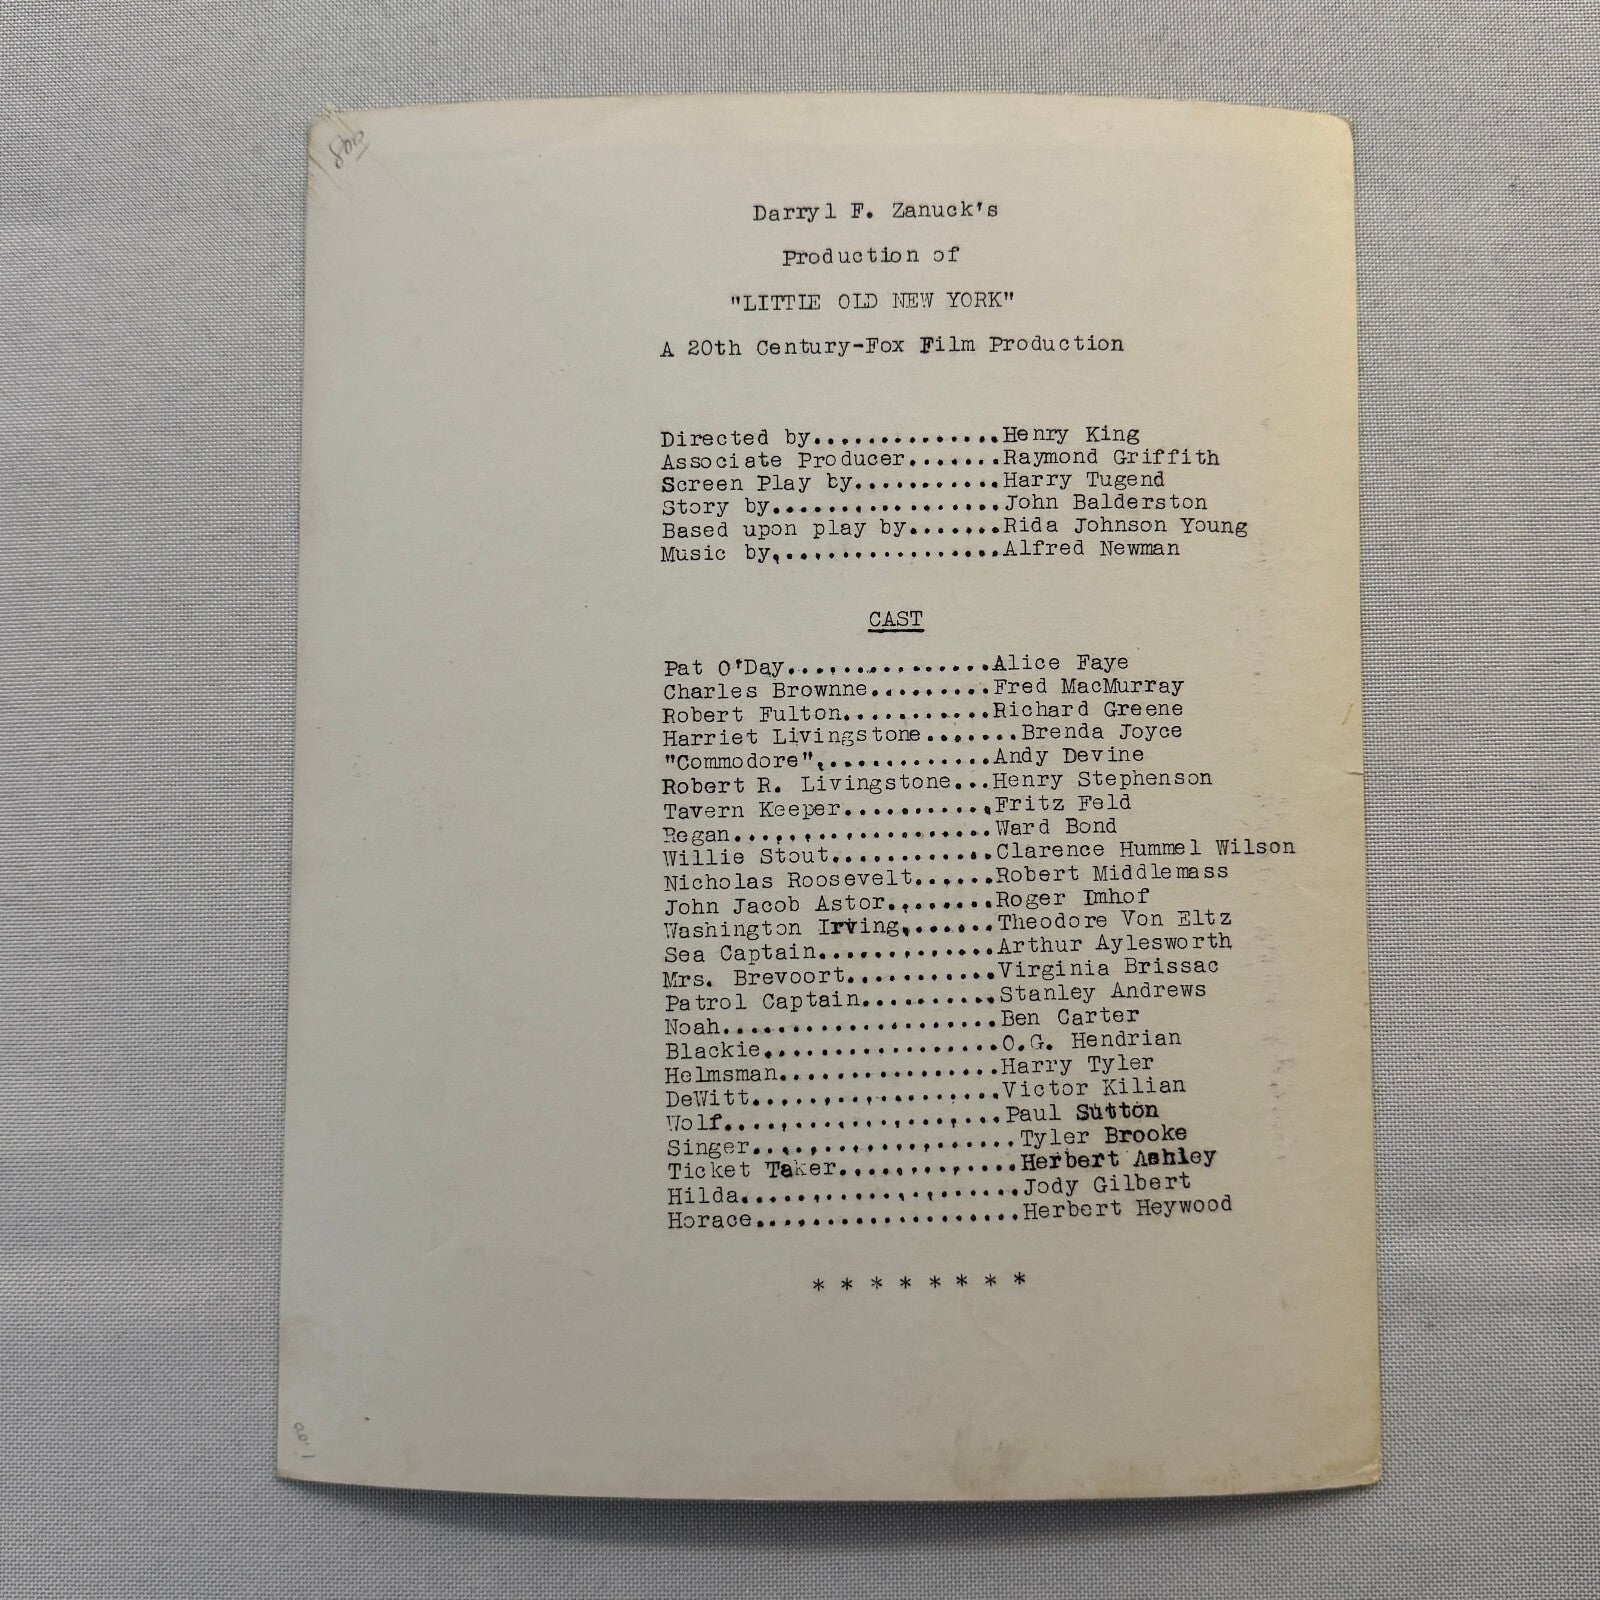 800
Darryl F. Zanuck's
Production of
"LITTLE OLD NEW YORK"
A 20th Century-Fox Film Production
Directed by..............Henry King
Associate Producer.......Raymond Griffith
Screen Play by...........Harry Tugend
Story by.................John Balderston
Based upon play by.......Rida Johnson Young
Music by,................Alfred Newman
CAST
Pat O'Day...............Alice Faye
Charles Brownne.........Fred MacMurray
Robert Fulton...........Richard Greene
Harriet Livingstone.......Brenda Joyce
"Commodore",............Andy Devine
Robert R. Livingstone...Henry Stephenson
Tavern Keeper..........,Fritz Feld
Regan...................Ward Bond
Willie Stout............Clarence Hummel Wilson
Nicholas Roosevelt......Robert Middlemass
John Jacob Astor........Roger Imhof
Washington Irving,......Theodore Von Eltz
Sea Captain.............Arthur Aylesworth
Mrs. Brevoort...........Virginia Brissac
Patrol Captain..........Stanley Andrews
Noah....................Ben Carter
Blackie.................O.G. Hendrian
Helmsman................Harry Tyler
DeWitt..................Victor Kilian
Wolf....................Paul Sutton
Singer...................Tyler Brooke
Ticket Taker.............Herbert Ashley
Hilda....................Jody Gilbert
Horace...................Herbert Heywood
* * * * * * * *